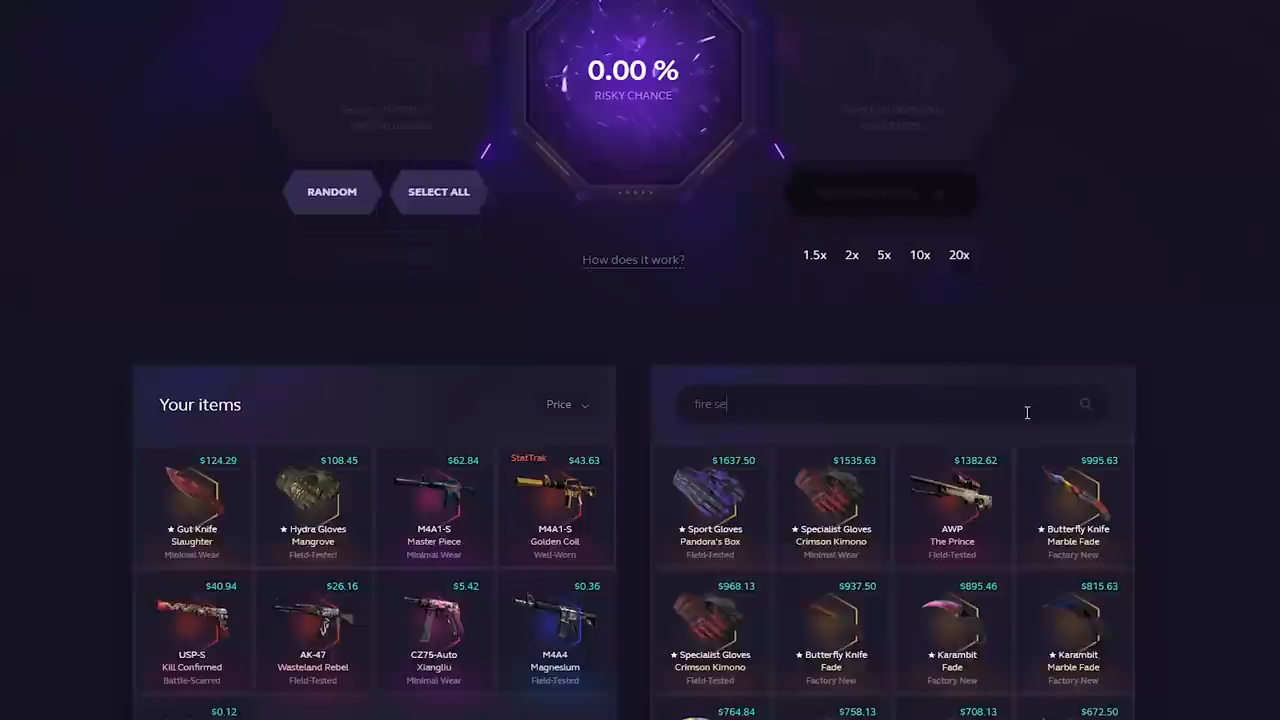 0.00 %
RISKY CHANCE
RANDOM
SELECT ALL
How does it work?
1.5x 2x 5x 10x 20x
Your items
Price
fire se
$124.29
★ Gut Knife
Slaughter
Minimal Wear
$108.45
★ Hydra Gloves
Mangrove
Field-Tested
$62.84
M4A1-S
Master Piece
Minimal Wear
StatTrak $43.63
M4A1-S
Golden Coil
Well-Worn
$40.94
USP-S
Kill Confirmed
Battle-Scarred
$26.16
AK-47
Wasteland Rebel
Field-Tested
$5.42
CZ75-Auto
Xiangliu
Minimal Wear
$0.36
M4A4
Magnesium
Field-Tested
$0.12
$1637.50
★ Sport Gloves
Pandora's Box
Field-Tested
$1535.63
★ Specialist Gloves
Crimson Kimono
Minimal Wear
$1382.62
AWP
The Prince
Field-Tested
$995.63
★ Butterfly Knife
Marble Fade
Factory New
$968.13
★ Specialist Gloves
Crimson Kimono
Field-Tested
$937.50
★ Butterfly Knife
Fade
Factory New
$895.46
★ Karambit
Fade
Factory New
$815.63
★ Karambit
Marble Fade
Factory New
$764.84
$758.13
$708.13
$672.50